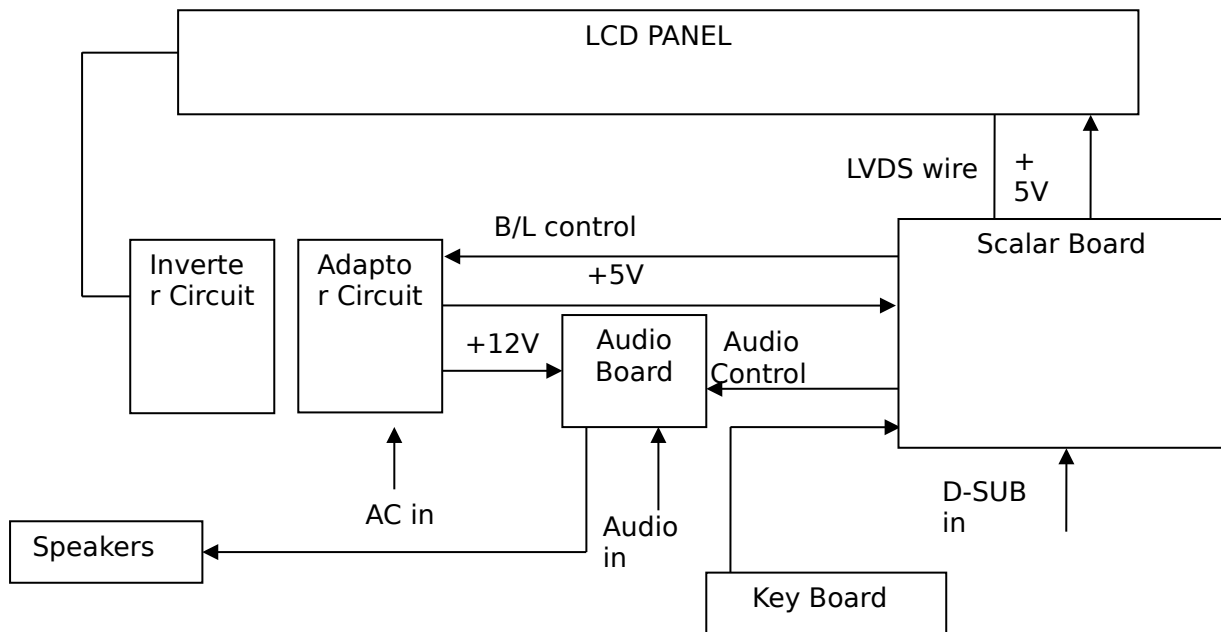 LCD PANEL
LVDS wire
+
5V
B/L control
Scalar Board
Inverte
r Circuit
Adapto
r Circuit
+5V
+12V
Audio
Board
Audio
Control
AC in
Audio
in
D-SUB
in
Speakers
Key Board